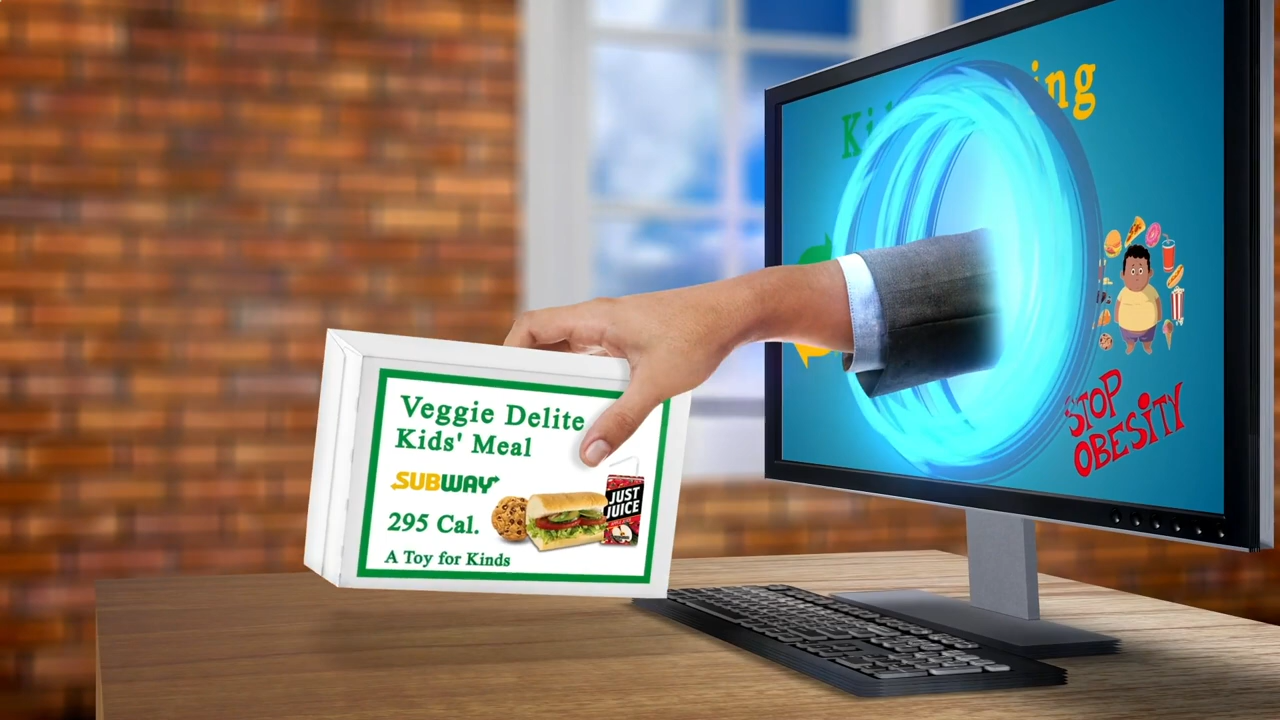 Veggie Delite
Kids' Meal
SUBWAY
295 Cal.
A Toy for Kinds
JUST
JUICE
STOP
OBESITY